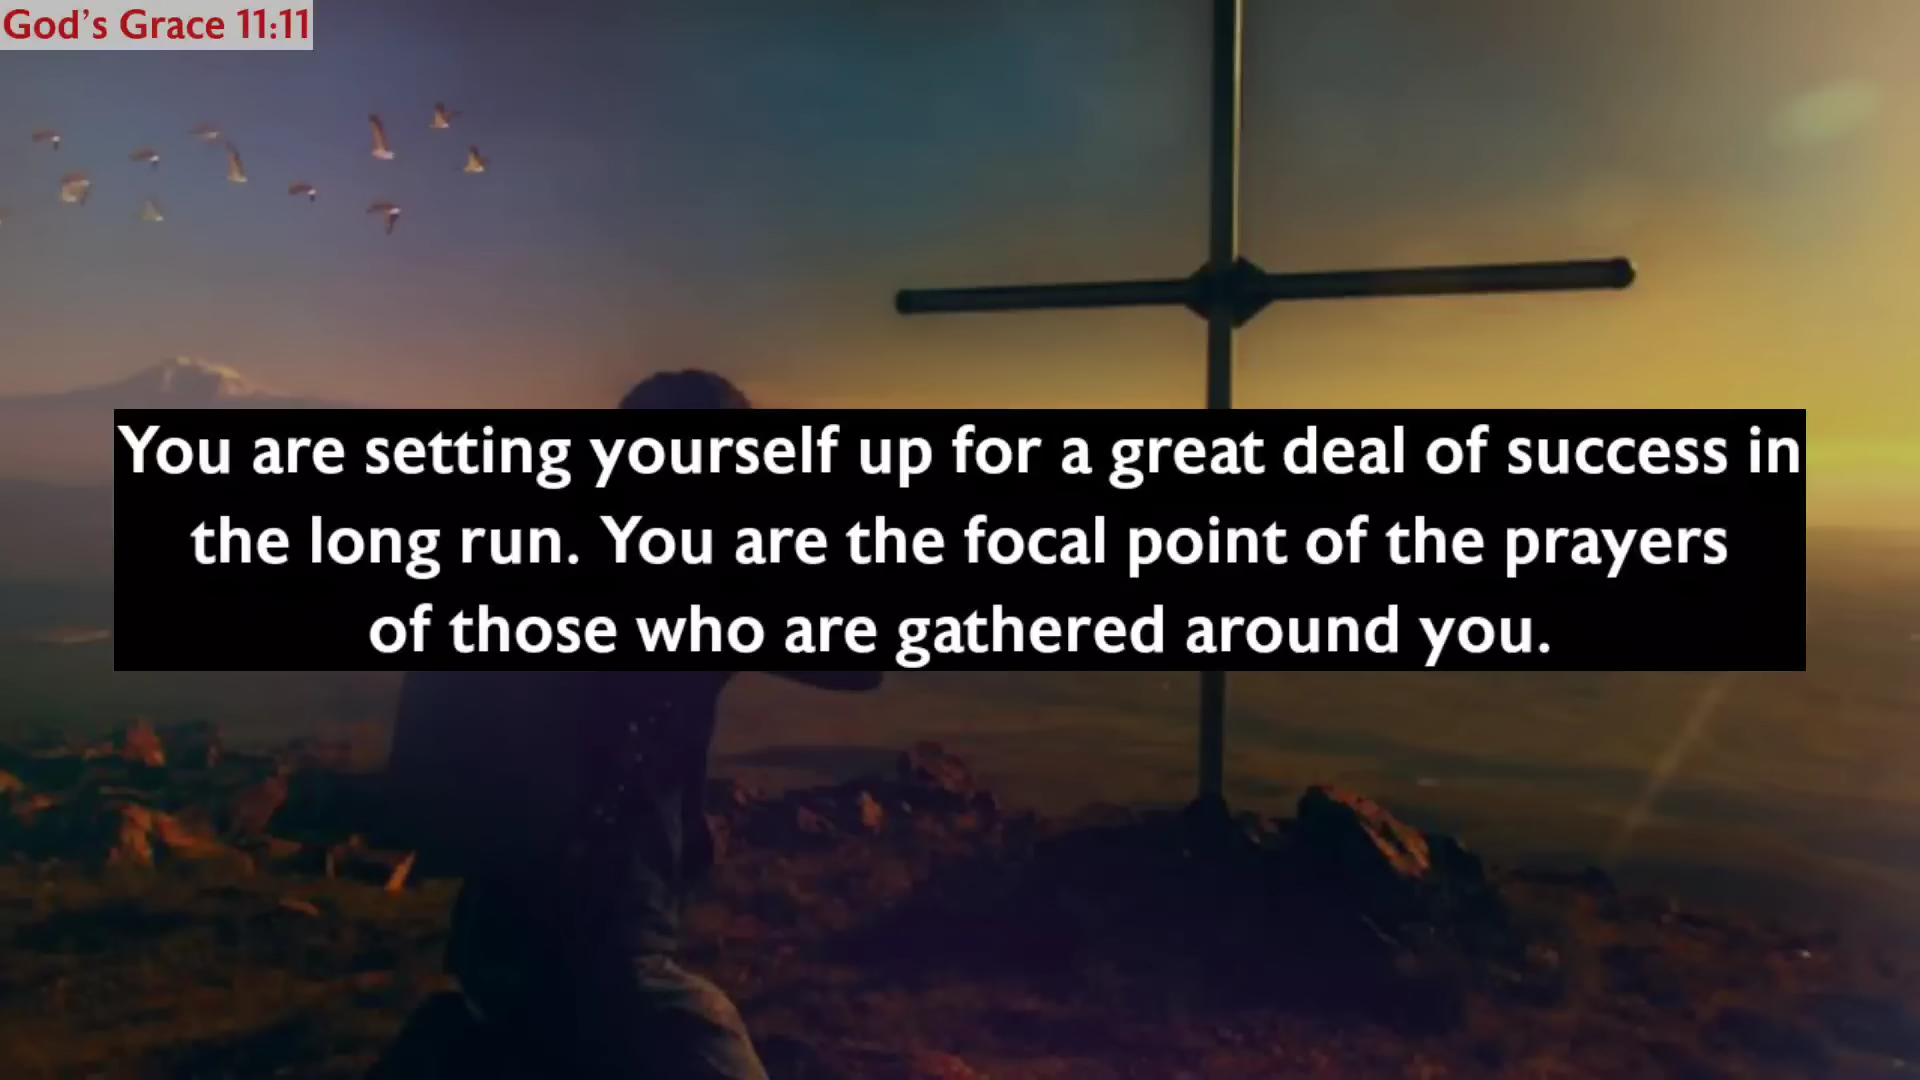 God's Grace 11:11
You are setting yourself up for a great deal of success in
the long run. You are the focal point of the prayers
of those who are gathered around you.